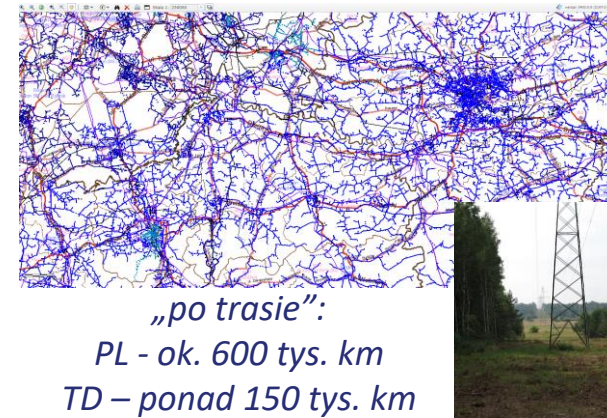 „po trasie”:
PL - ok. 600 tys. km
TD – ponad 150 tys. km